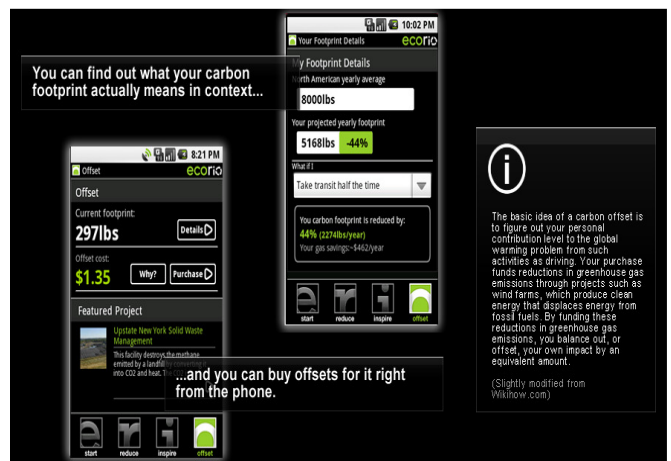 10:02 PM
Your Footprint Details
ecorio
My Footprint Details
North American yearly average
8000lbs
Your projected yearly footprint
5168lbs -44%
What if I
Take transit half the time
You carbon footprint is reduced by:
44% (2274lbs/year)
Your gas savings:~$462/year
start reduce inspire offset
You can find out what your carbon
footprint actually means in context...
8:21 PM
Offset
ecorio
Offset
Current footprint:
297lbs
Details
Offset cost:
$1.35
Why?
Purchase
Featured Project
Upstate New York Solid Waste
Management
This facility destroys the methane
emitted by a landfill by converting it
into CO2 and heat. The CO2
start reduce inspire offset
...and you can buy offsets for it right
from the phone.
i
The basic idea of a carbon offset is
to figure out your personal
contribution level to the global
warming problem from such
activities as driving. Your purchase
funds reductions in greenhouse gas
emissions through projects such as
wind farms, which produce clean
energy that displaces energy from
fossil fuels. By funding these
reductions in greenhouse gas
emissions, you balance out, or
offset, your own impact by an
equivalent amount.
(Slightly modified from
Wikihow.com)